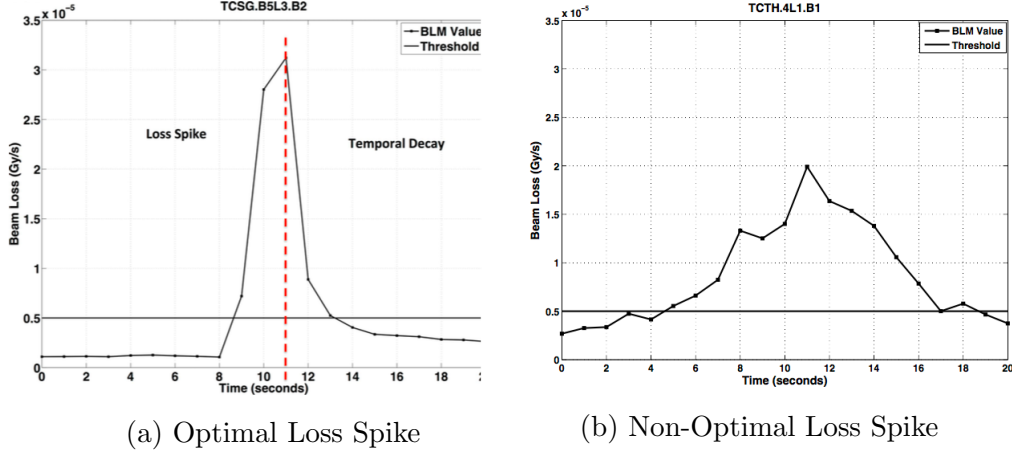 TCSG.B5L3.B2
x 10⁻⁵
3.5
3
2.5
2
1.5
1
0.5
0
Beam Loss (Gy/s)
BLM Value
Threshold
Loss Spike
Temporal Decay
0 2 4 6 8 10 12 14 16 18 2
Time (seconds)
(a) Optimal Loss Spike
TCTH.4L1.B1
x 10⁻⁵
3.5
3
2.5
2
1.5
1
0.5
0
Beam Loss (Gy/s)
BLM Value
Threshold
0 2 4 6 8 10 12 14 16 18 20
Time (seconds)
(b) Non-Optimal Loss Spike